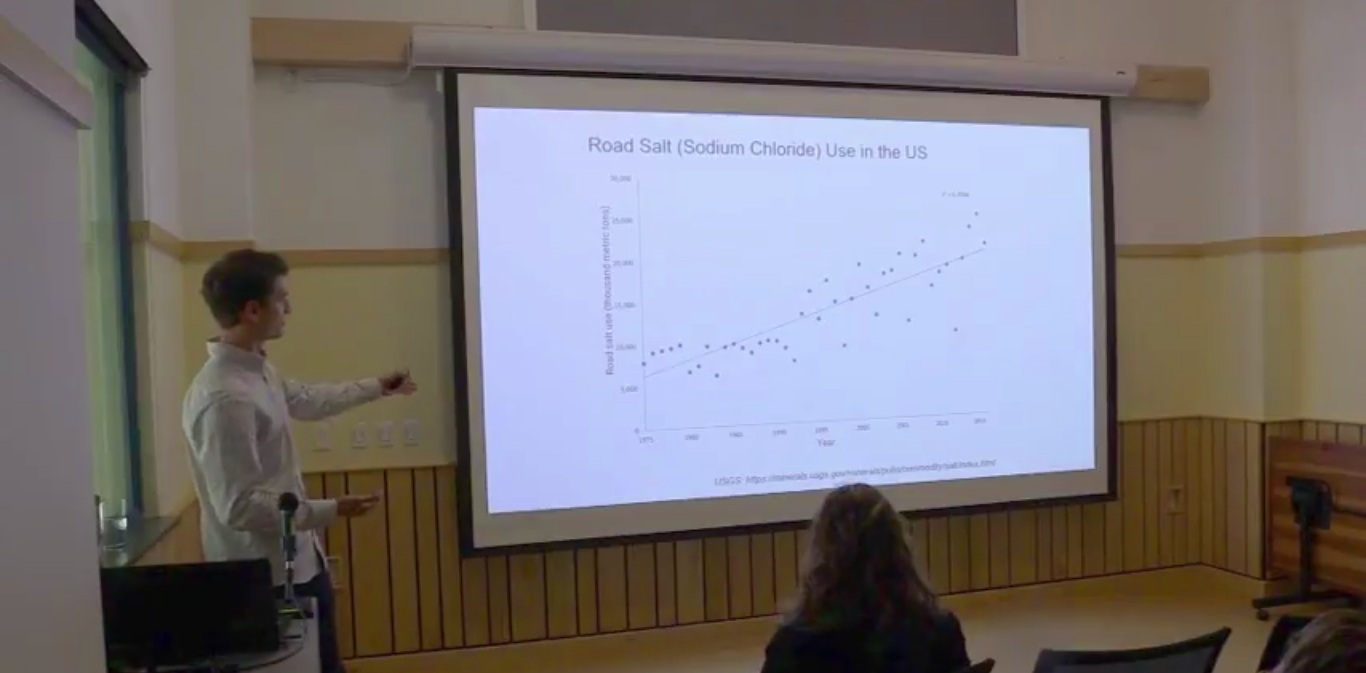 Road Salt (Sodium Chloride) Use in the US
30,000
25,000
20,000
15,000
10,000
5,000
0
Road salt use (thousand metric tons)
1975 1980 1985 1990 1995 2000 2005 2010 2015
Year
USGS: https://minerals.usgs.gov/minerals/pubs/commodity/salt/index.html